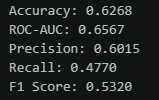 Accuracy: 0.6268
ROC-AUC: 0.6567
Precision: 0.6015
Recall: 0.4770
F1 Score: 0.5320